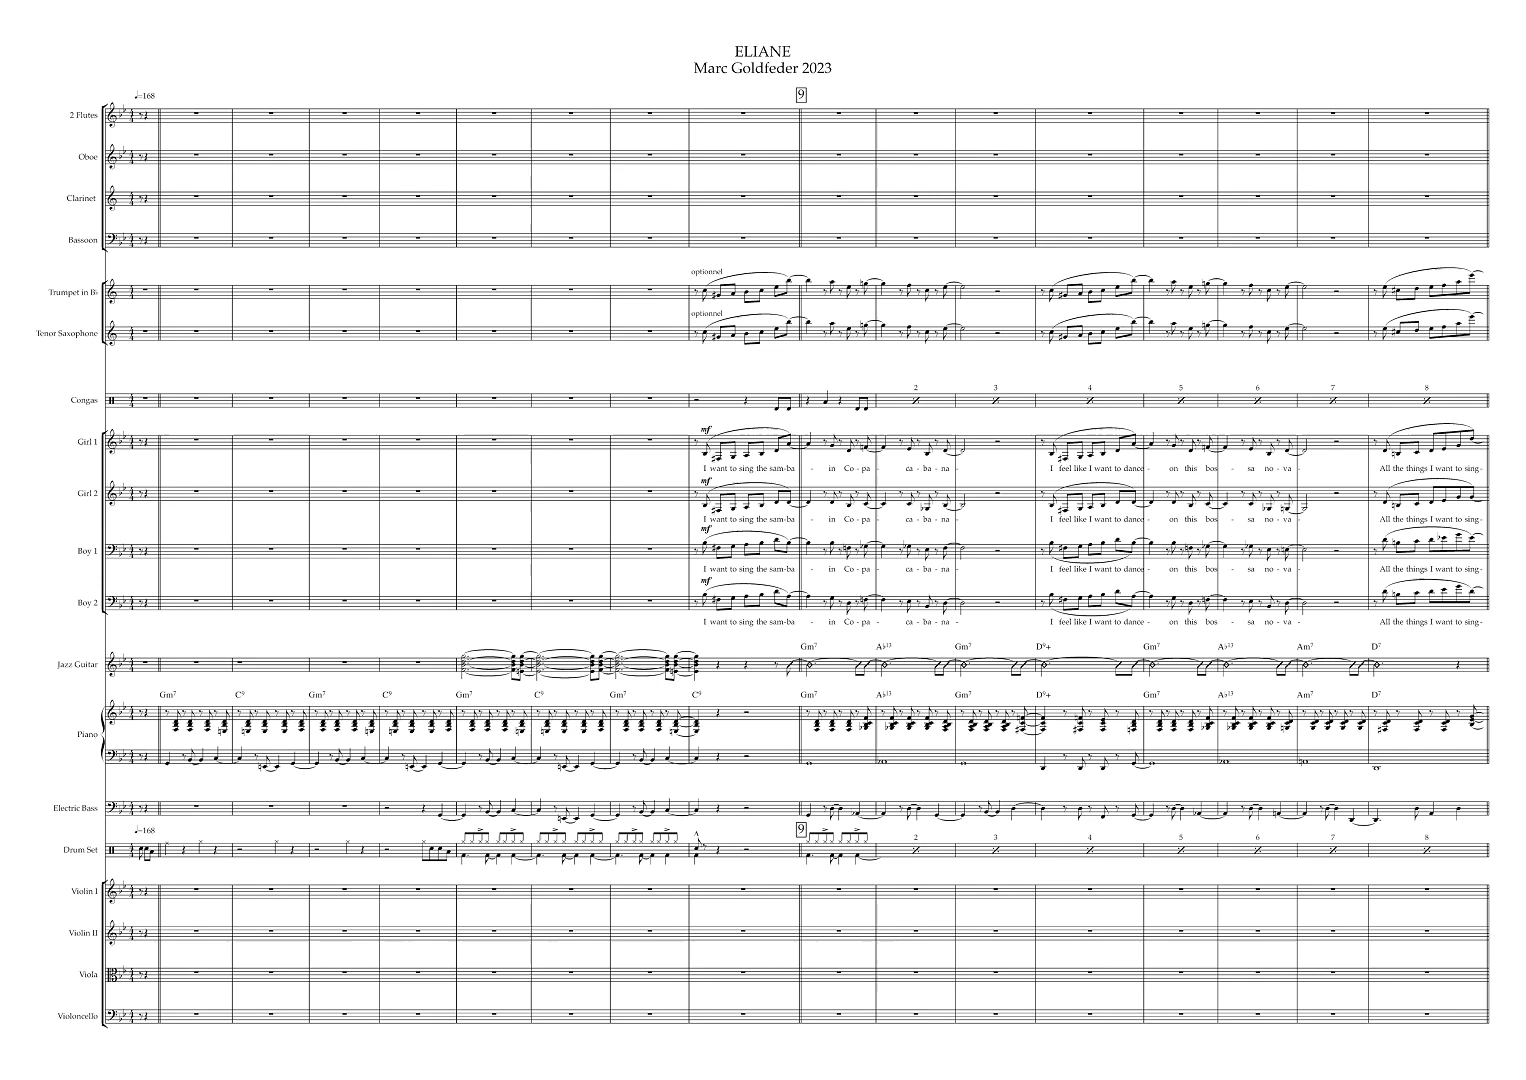 ELIANE
Marc Goldfeder 2023
9
♩=168
2 Flutes
Oboe
Clarinet
Bassoon
optionnel
Trumpet in B♭
optionnel
Tenor Saxophone
Congas
2 3 4 5 6 7 8
mf
Girl 1
I want to sing the sam-ba - in Co - pa - ca - ba - na - I feel like I want to dance - on this bos - sa no - va - All the things I want to sing -
mf
Girl 2
I want to sing the sam-ba - in Co - pa - ca - ba - na - I feel like I want to dance - on this bos - sa no - va - All the things I want to sing -
mf
Boy 1
I want to sing the sam-ba - in Co - pa - ca - ba - na - I feel like I want to dance - on this bos - sa no - va - All the things I want to sing -
mf
Boy 2
I want to sing the sam-ba - in Co - pa - ca - ba - na - I feel like I want to dance - on this bos - sa no - va - All the things I want to sing -
Gm7 A♭13 Gm7 D9+ Gm7 A♭13 Am7 D7
Jazz Guitar
Gm7 C9 Gm7 C9 Gm7 C9 Gm7 C9 Gm7 A♭13 Gm7 D9+ Gm7 A♭13 Am7 D7
Piano
Electric Bass
9
♩=168
2 3 4 5 6 7 8
Drum Set
Violin I
Violin II
Viola
Violoncello